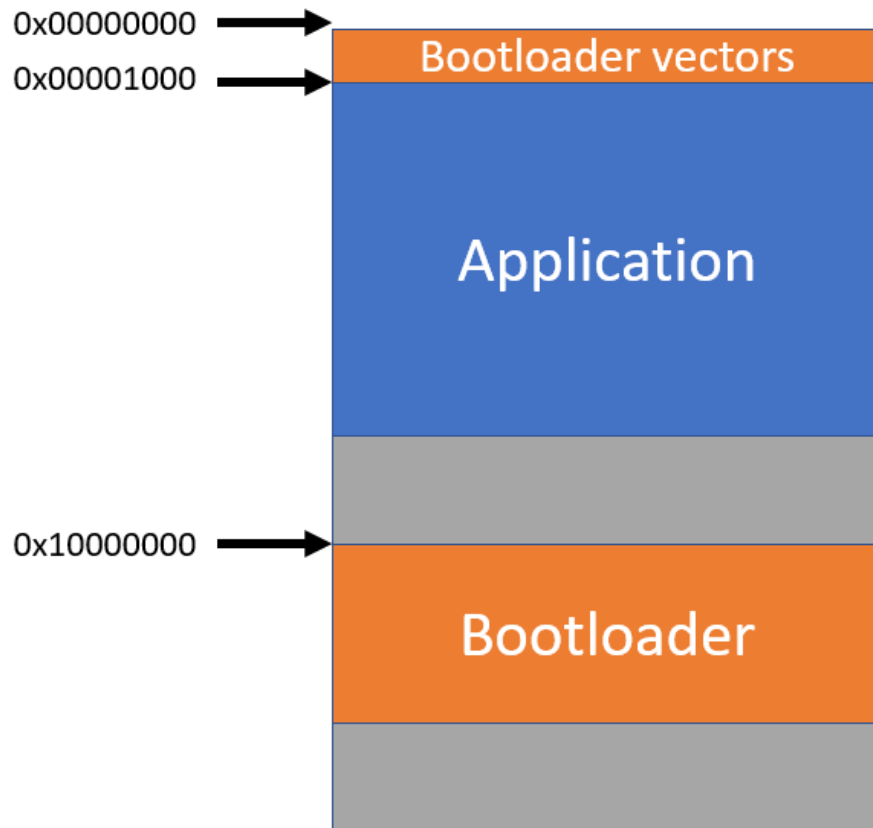 0x00000000
Bootloader vectors
0x00001000
Application
0x10000000
Bootloader